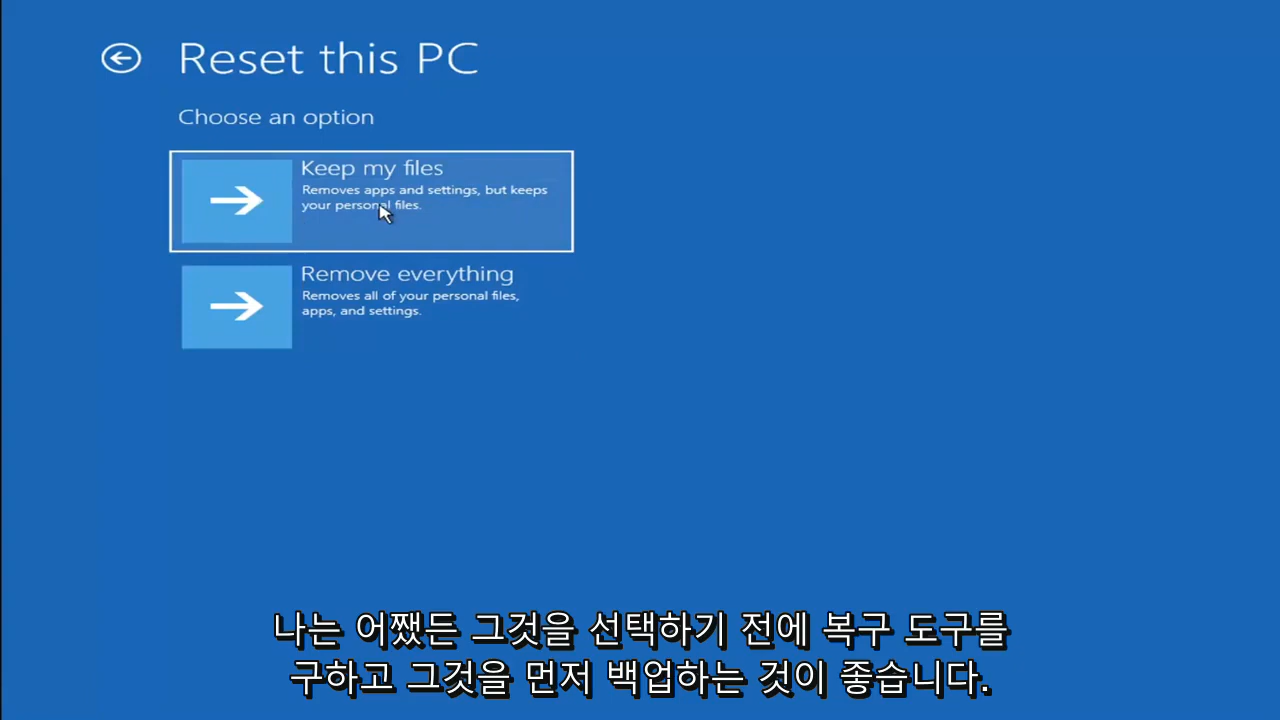 Reset this PC
Choose an option
Keep my files
Removes apps and settings, but keeps
your personal files.
Remove everything
Removes all of your personal files,
apps, and settings.
나는 어쨌든 그것을 선택하기 전에 복구 도구를
구하고 그것을 먼저 백업하는 것이 좋습니다.